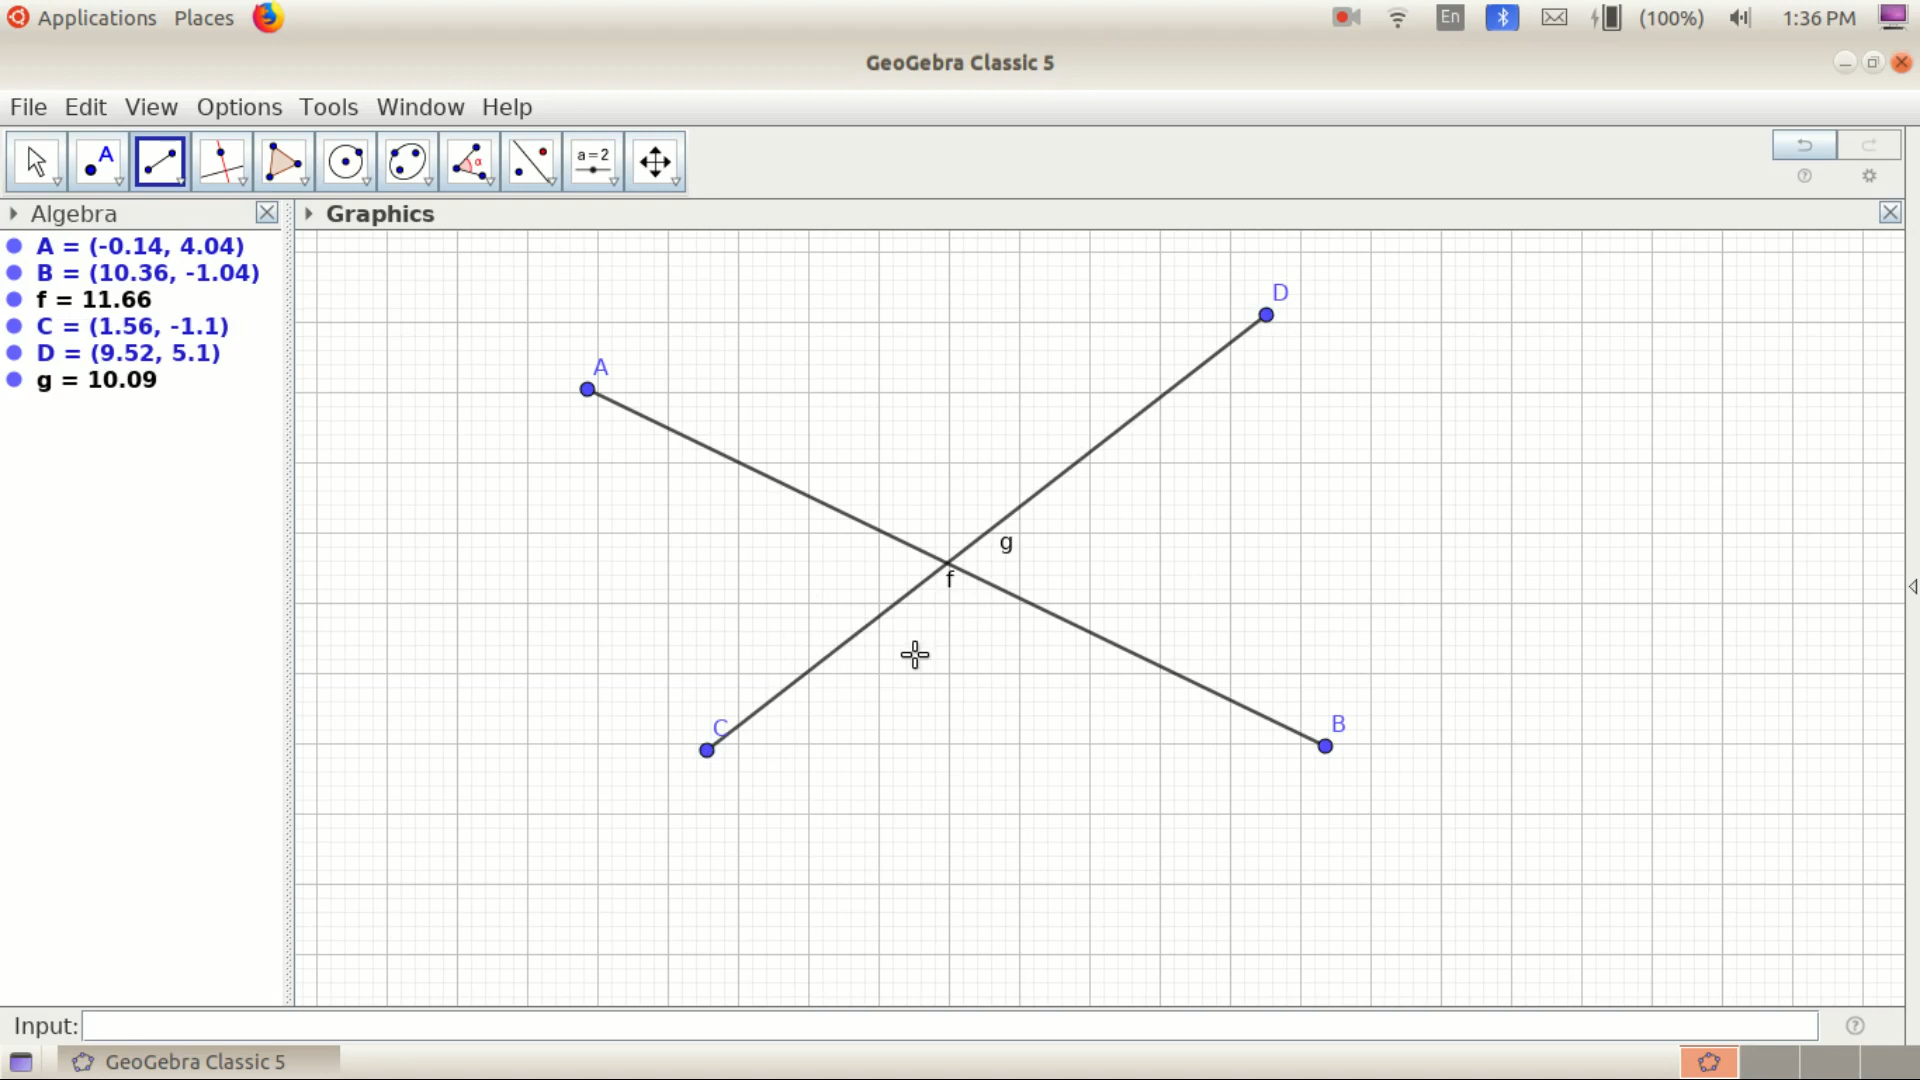 Applications Places En (100%) 1:36 PM
GeoGebra Classic 5
File Edit View Options Tools Window Help
A α a=2
Algebra Graphics
A = (-0.14, 4.04)
B = (10.36, -1.04)
f = 11.66
C = (1.56, -1.1)
D = (9.52, 5.1)
g = 10.09
D
A
g
f
C B
Input:
GeoGebra Classic 5